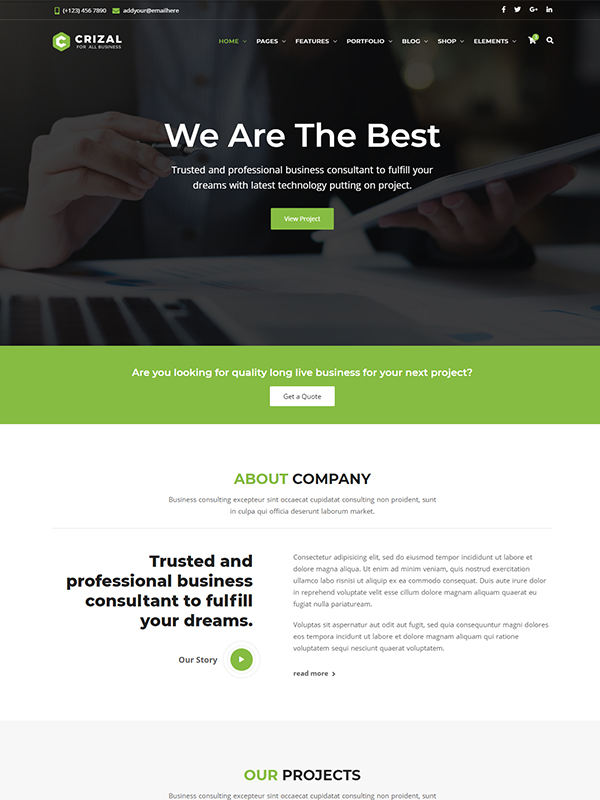 (+123) 456 7890 addyour@emailhere
CRIZAL
FOR ALL BUSINESS
HOME PAGES FEATURES PORTFOLIO BLOG SHOP ELEMENTS
We Are The Best
Trusted and professional business consultant to fulfill your
dreams with latest technology putting on project.
View Project
Are you looking for quality long live business for your next project?
Get a Quote
ABOUT COMPANY
Business consulting excepteur sint occaecat cupidatat consulting non proident, sunt
in culpa qui officia deserunt laborum market.
Trusted and
professional business
consultant to fulfill
your dreams.
Our Story
Consectetur adipisicing elit, sed do eiusmod tempor incididunt ut labore et
dolore magna aliqua. Ut enim ad minim veniam, quis nostrud exercitation
ullamco labo risnisi ut aliquip ex ea commodo consequat. Duis aute irure dolor
in reprehend voluptate velit esse cillum dolore magnam aliquam quaerat eu
fugiat nulla pariatuream.
Voluptas sit aspernatur aut odit aut fugit, sed quia consequuntur magni dolores
eos tempora incidunt ut labore et dolore magnam aliquam qui ratione
voluptatem sequi nesciunt quaerat voluptatem.
read more
OUR PROJECTS
Business consulting excepteur sint occaecat cupidatat consulting non proident, sunt